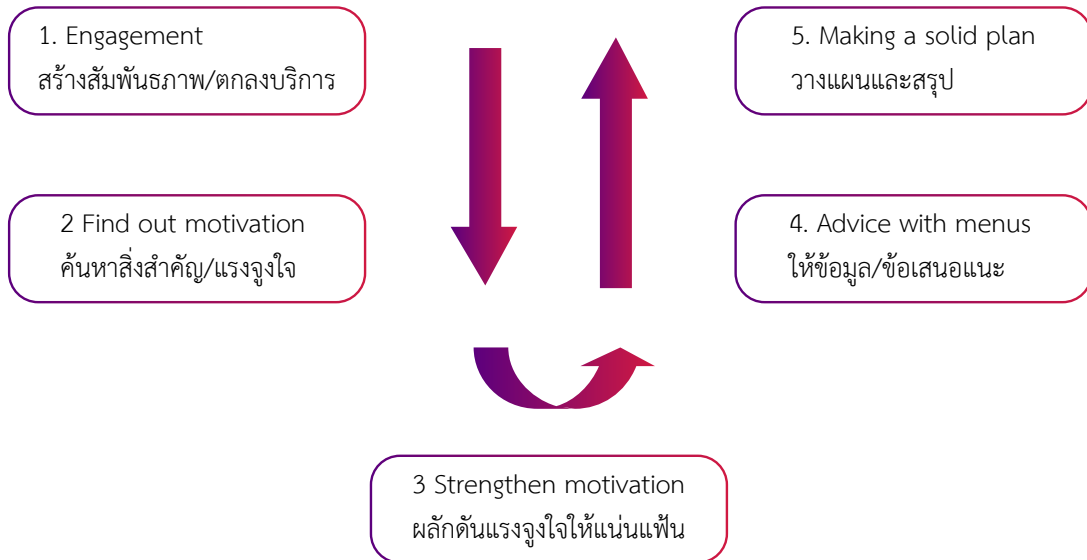 1. Engagement
สร้างสัมพันธภาพ/ตกลงบริการ
2 Find out motivation
ค้นหาสิ่งสำคัญ/แรงจูงใจ
3 Strengthen motivation
ผลักดันแรงจูงใจให้แน่นแฟ้น
4. Advice with menus
ให้ข้อมูล/ข้อเสนอแนะ
5. Making a solid plan
วางแผนและสรุป